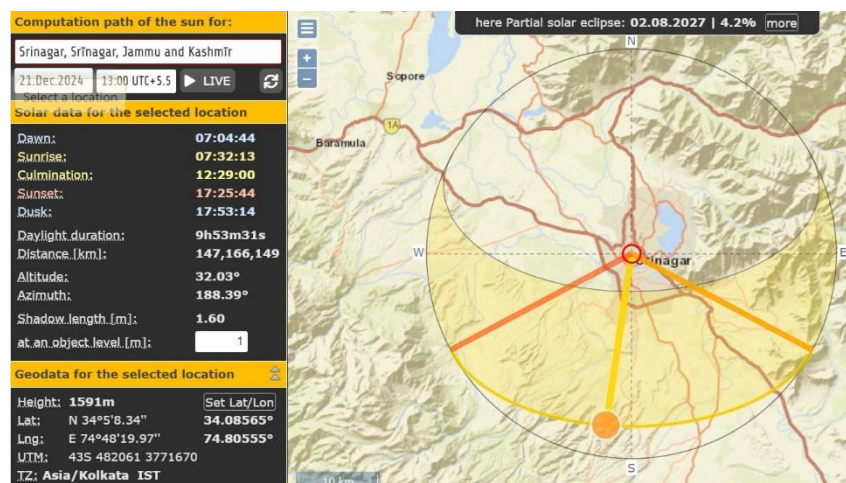 Computation path of the sun for:
Srinagar, Srīnagar, Jammu and Kashmīr
21.Dec.2024 13:00 UTC+5.5 LIVE
Select a location
Solar data for the selected location
Dawn: 07:04:44
Sunrise: 07:32:13
Culmination: 12:29:00
Sunset: 17:25:44
Dusk: 17:53:14
Daylight duration: 9h53m31s
Distance [km]: 147,166,149
Altitude: 32.03°
Azimuth: 188.39°
Shadow length [m]: 1.60
at an object level [m]: 1
Geodata for the selected location
Height: 1591m Set Lat/Lon
Lat: N 34°5'8.34" 34.08565°
Lng: E 74°48'19.97" 74.80555°
UTM: 43S 482061 3771670
TZ: Asia/Kolkata IST
here Partial solar eclipse: 02.08.2027 | 4.2% more
+
−
N
Sopore
1A
Baramula
W
E
Srinagar
S
10 km